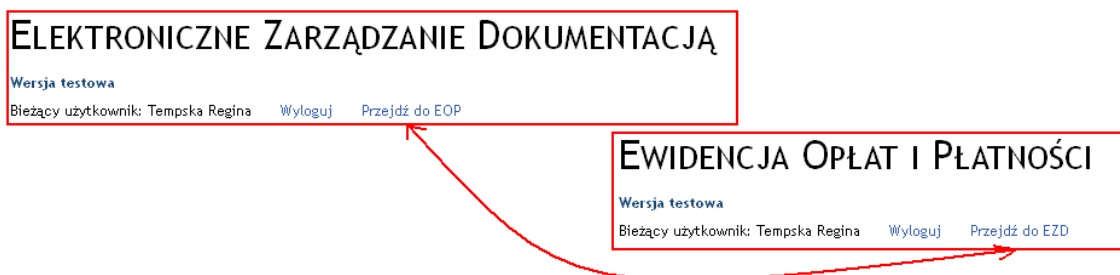 Elektroniczne Zarządzanie Dokumentacją
Wersja testowa
Bieżący użytkownik: Tempska Regina Wyloguj Przejdź do EOP
Ewidencja Opłat i Płatności
Wersja testowa
Bieżący użytkownik: Tempska Regina Wyloguj Przejdź do EZD